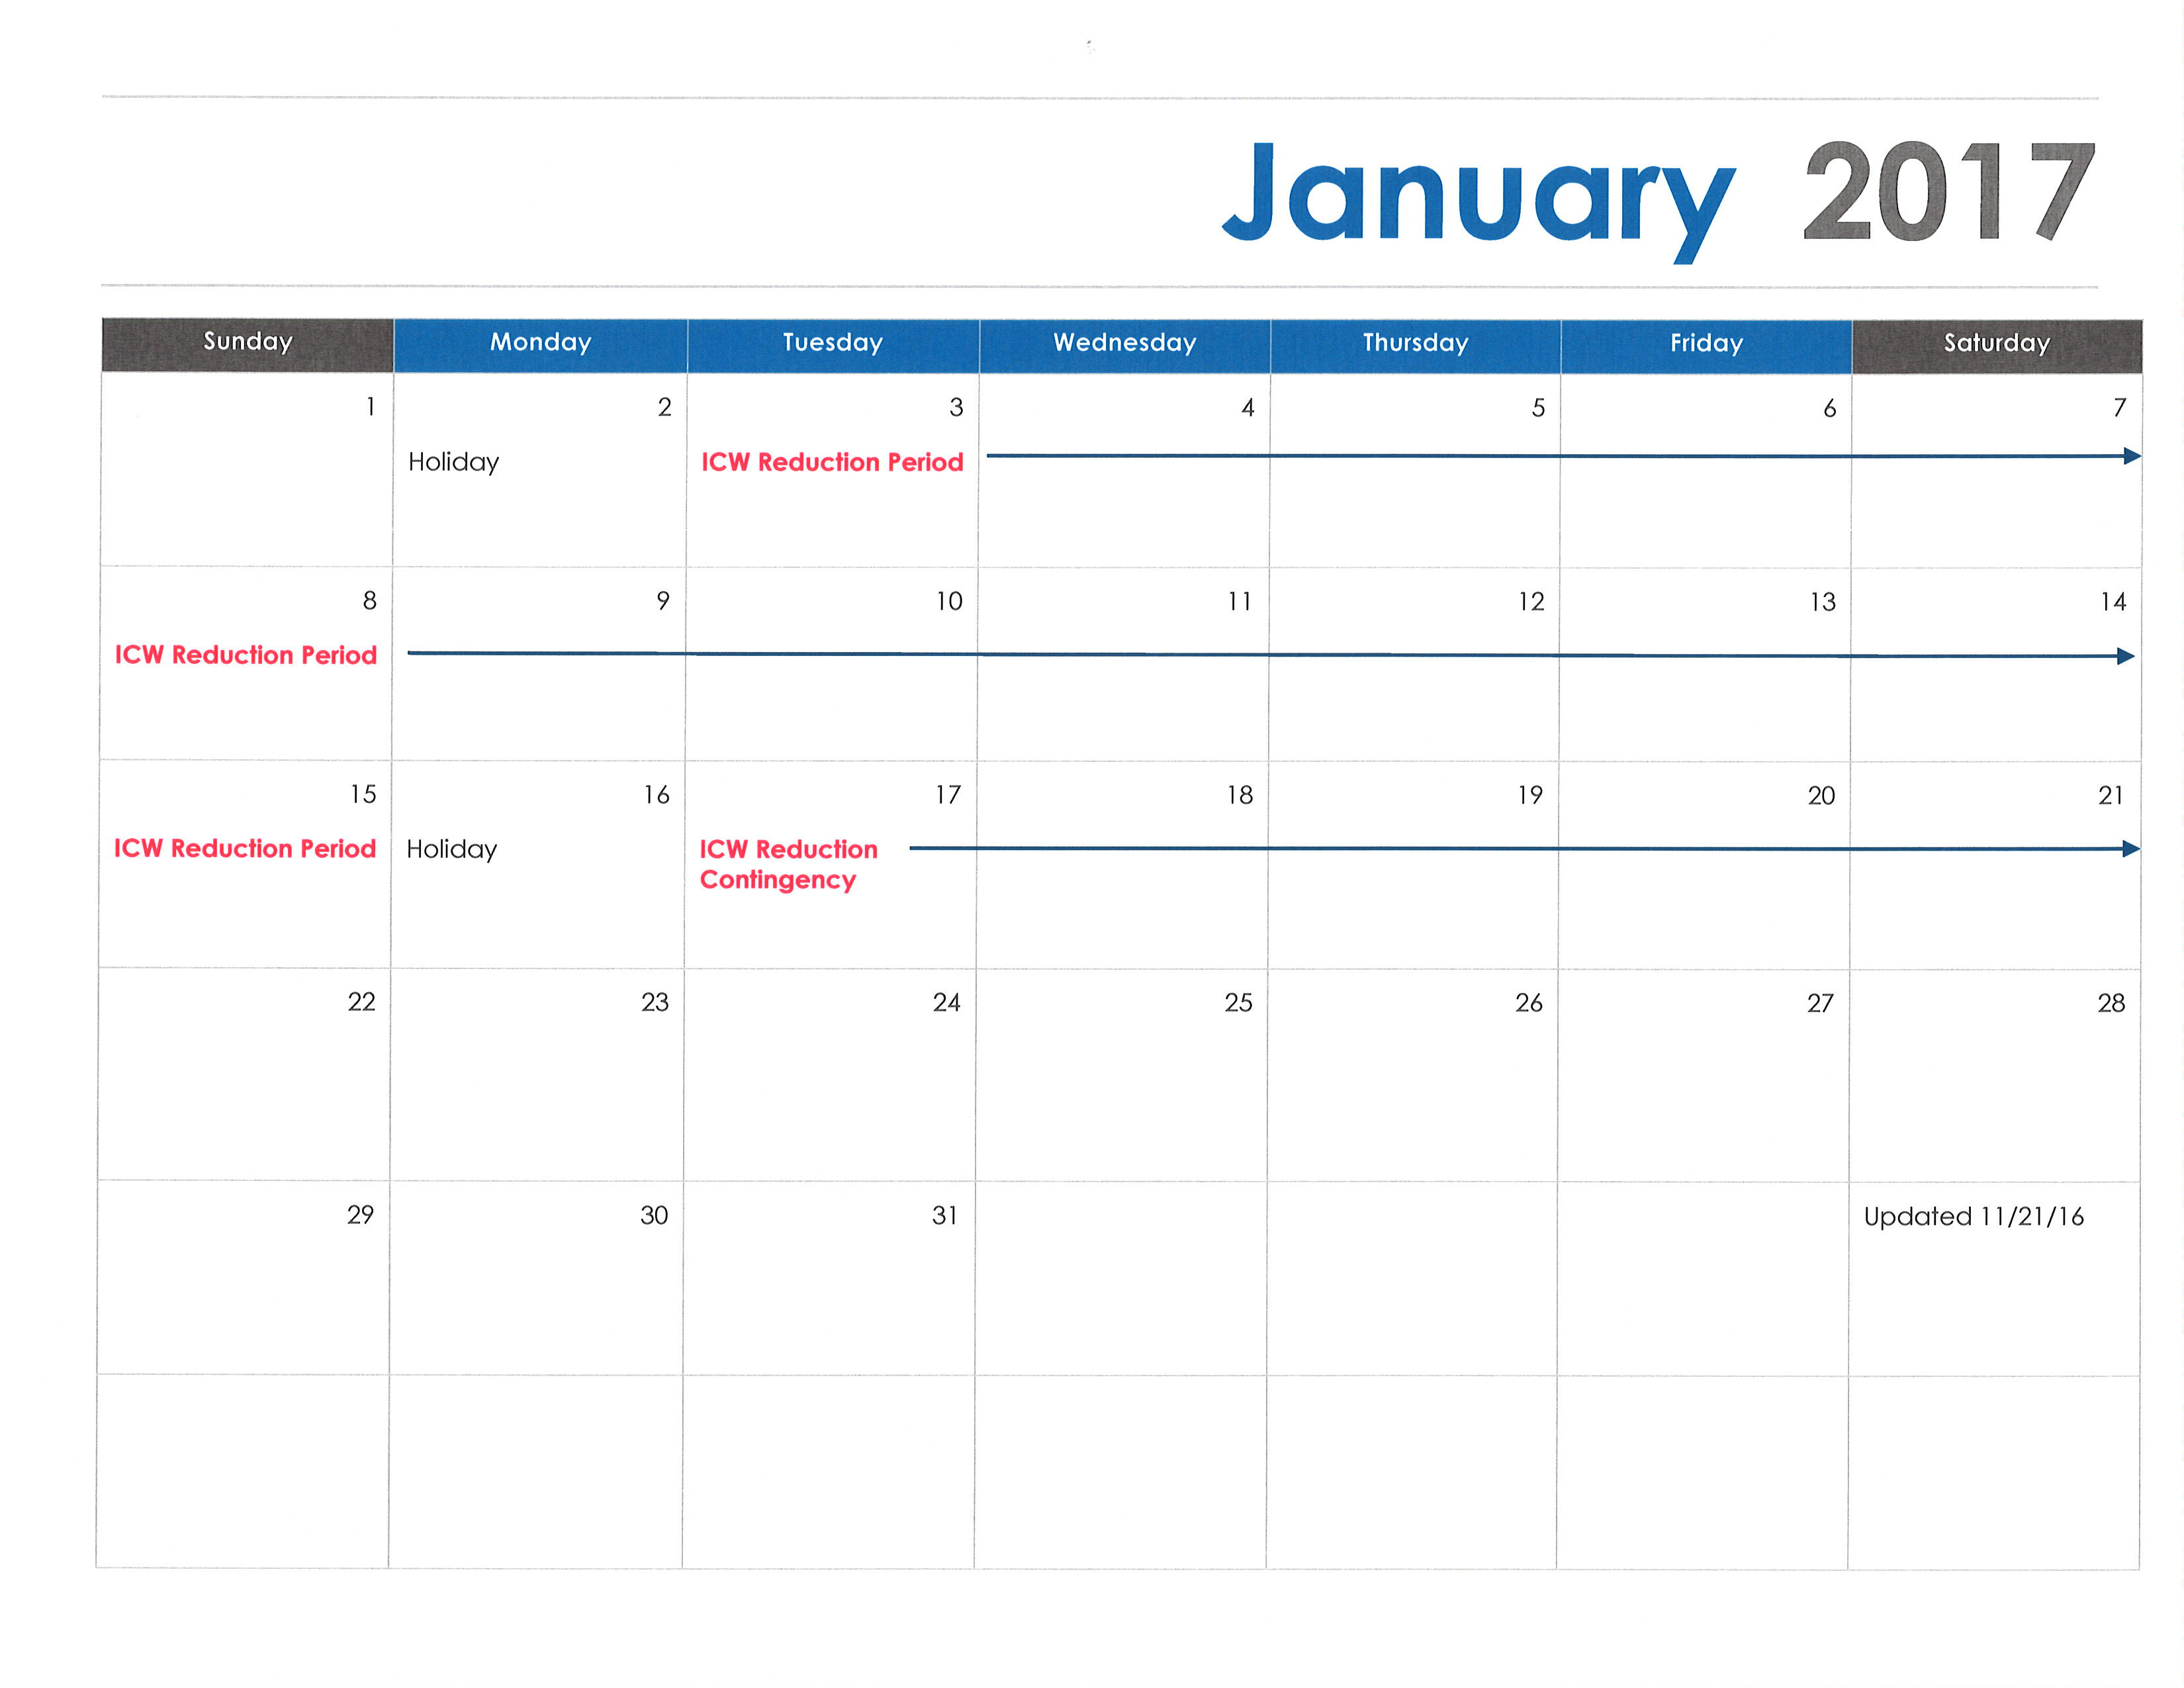 January 2017
Sunday Monday Tuesday Wednesday Thursday Friday Saturday
1 2 3 4 5 6 7
Holiday ICW Reduction Period
8 9 10 11 12 13 14
ICW Reduction Period
15 16 17 18 19 20 21
ICW Reduction Period Holiday ICW Reduction
Contingency
22 23 24 25 26 27 28
29 30 31 Updated 11/21/16